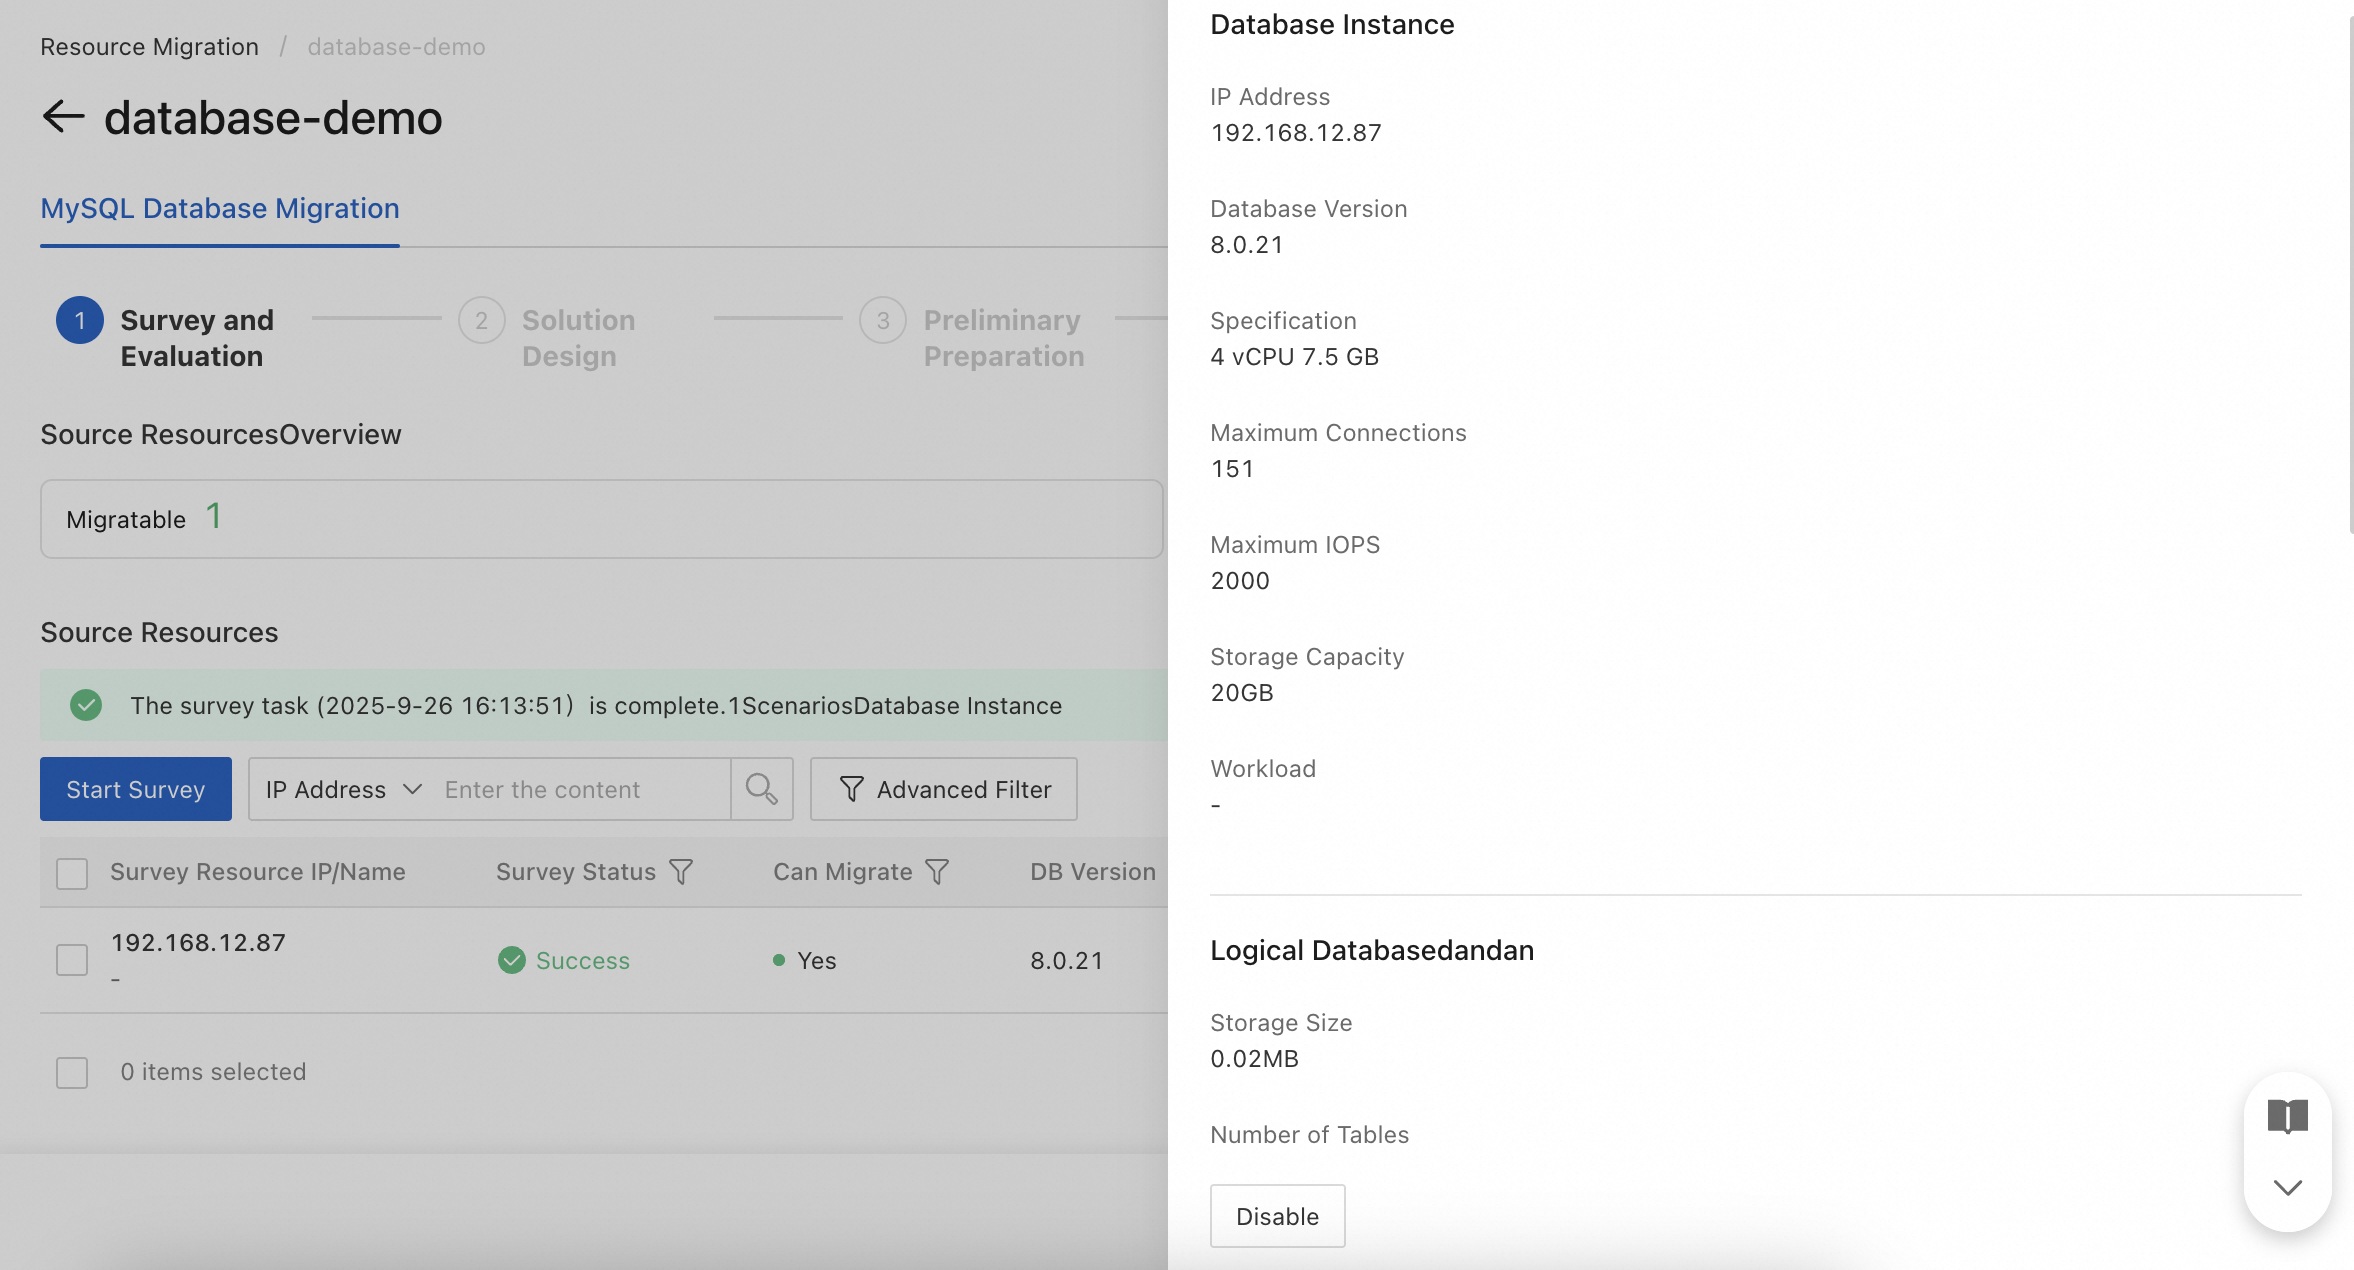 Resource Migration / database-demo
database-demo
MySQL Database Migration
1 Survey and
Evaluation
2 Solution
Design
3 Preliminary
Preparation
Source ResourcesOverview
Migratable 1
Source Resources
The survey task (2025-9-26 16:13:51) is complete.1ScenariosDatabase Instance
Start Survey
IP Address
Enter the content
Advanced Filter
Survey Resource IP/Name Survey Status Can Migrate DB Version
192.168.12.87 Success Yes 8.0.21
-
0 items selected
Database Instance
IP Address
192.168.12.87
Database Version
8.0.21
Specification
4 vCPU 7.5 GB
Maximum Connections
151
Maximum IOPS
2000
Storage Capacity
20GB
Workload
-
Logical Databasedandan
Storage Size
0.02MB
Number of Tables
Disable